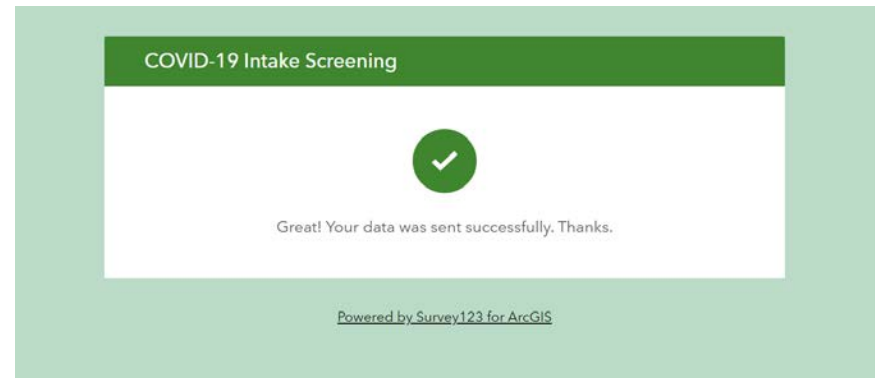 COVID-19 Intake Screening
Great! Your data was sent successfully. Thanks.
Powered by Survey123 for ArcGIS